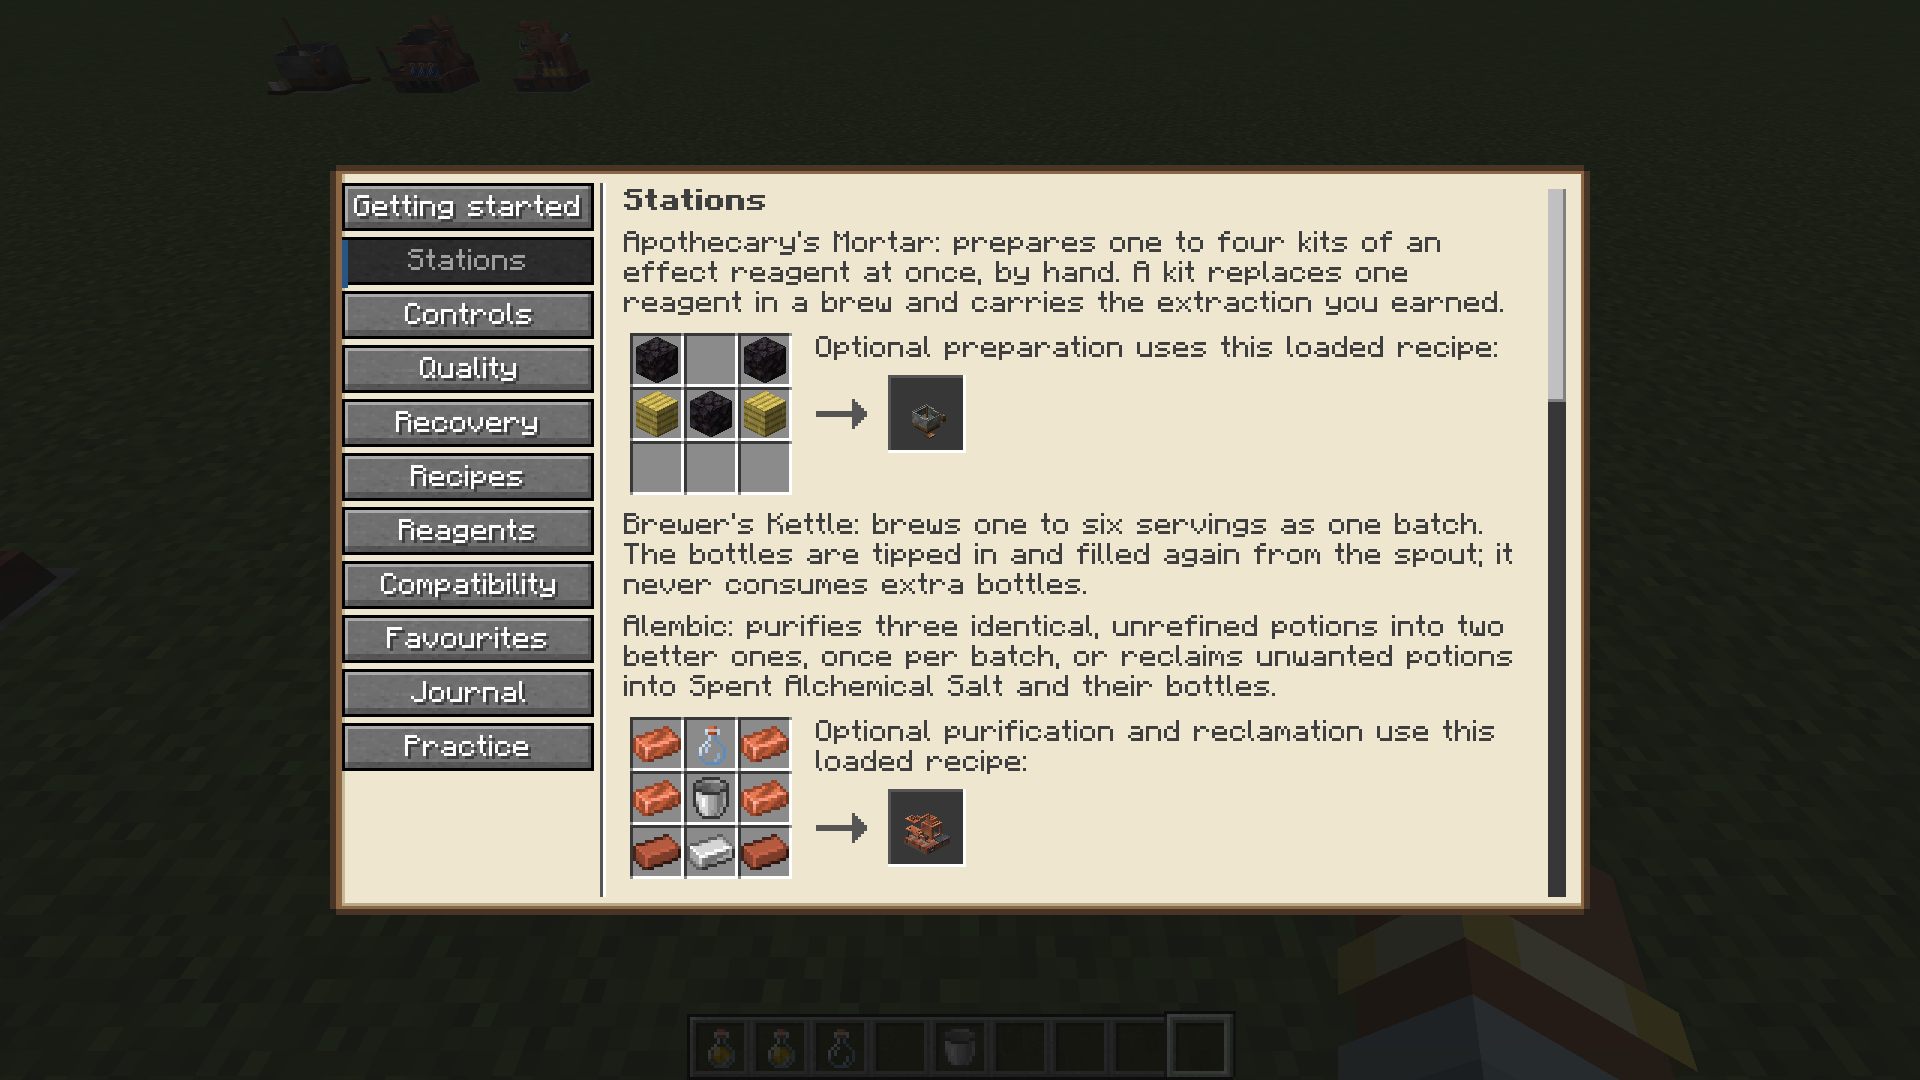 Getting started
Stations
Controls
Quality
Recovery
Recipes
Reagents
Compatibility
Favourites
Journal
Practice
Stations
Apothecary's Mortar: prepares one to four kits of an
effect reagent at once, by hand. A kit replaces one
reagent in a brew and carries the extraction you earned.
Optional preparation uses this loaded recipe:
Brewer's Kettle: brews one to six servings as one batch.
The bottles are tipped in and filled again from the spout; it
never consumes extra bottles.
Alembic: purifies three identical, unrefined potions into two
better ones, once per batch, or reclaims unwanted potions
into Spent Alchemical Salt and their bottles.
Optional purification and reclamation use this
loaded recipe: